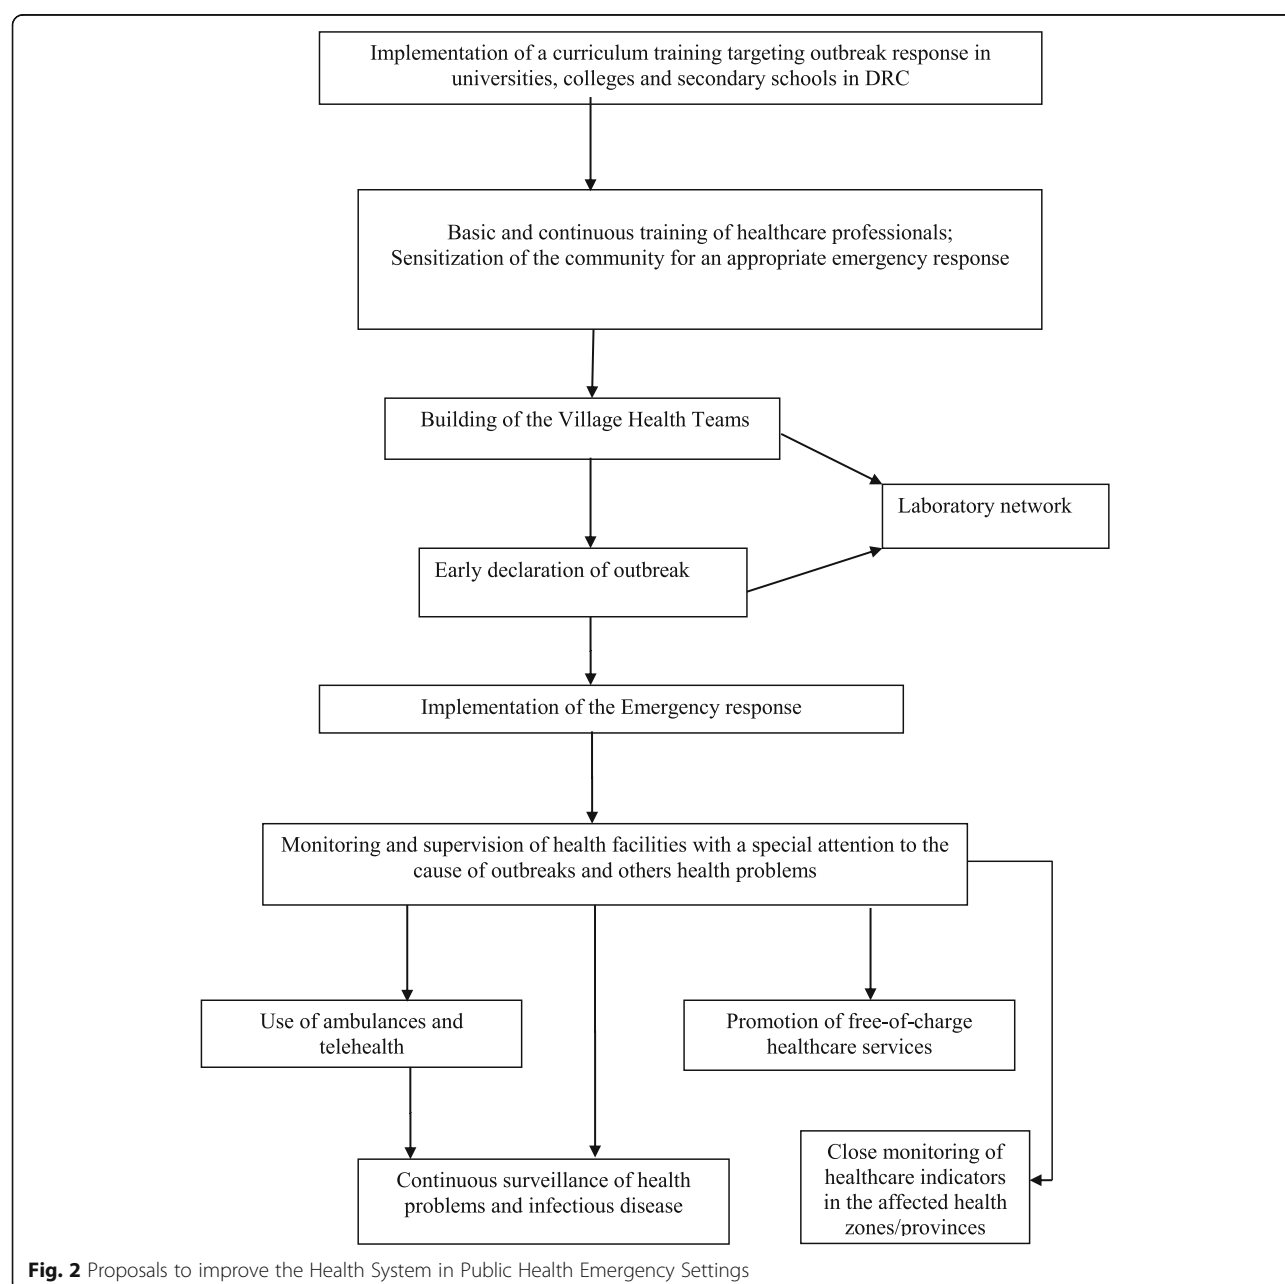 Implementation of a curriculum training targeting outbreak response in
universities, colleges and secondary schools in DRC
Basic and continuous training of healthcare professionals;
Sensitization of the community for an appropriate emergency response
Building of the Village Health Teams
Laboratory network
Early declaration of outbreak
Implementation of the Emergency response
Monitoring and supervision of health facilities with a special attention to the
cause of outbreaks and others health problems
Use of ambulances and
telehealth
Promotion of free-of-charge
healthcare services
Continuous surveillance of health
problems and infectious disease
Close monitoring of
healthcare indicators
in the affected health
zones/provinces
Fig. 2 Proposals to improve the Health System in Public Health Emergency Settings